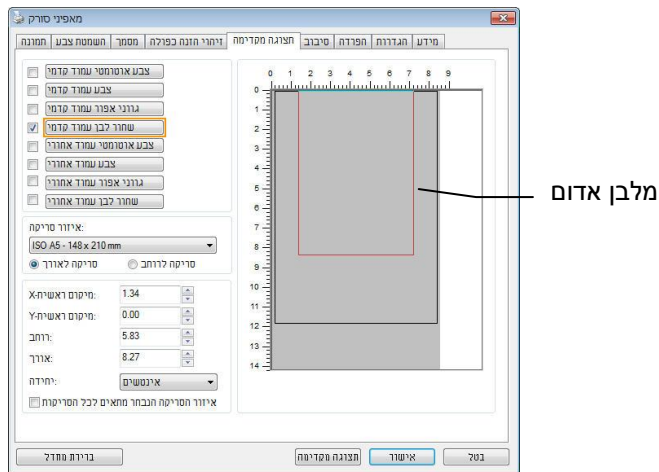 מאפיני סורק
מידע הגדרות הפרדה סיבוב תצוגה מקדימה זיהוי הזנה כפולה מסמך השמטת צבע תמונה
צבע אוטומטי עמוד קדמי
צבע עמוד קדמי
גרווני אפור עמוד קדמי
שחור לבן עמוד קדמי
צבע אוטומטי עמוד אחורי
צבע עמוד אחורי
גרווני אפור עמוד אחורי
שחור לבן עמוד אחורי
איזור סריקה:
ISO A5 - 148 x 210 mm
סריקה לאורך סריקה לרוחב
מיקום ראשית-X: 1.34
מיקום ראשית-Y: 0.00
רוחב: 5.83
אורך: 8.27
יחידה: אינטשים
איזור הסריקה הנבחר מתאים לכל הסריקות
0 1 2 3 4 5 6 7 8 9
0
1
2
3
4
5
6
7
8
9
10
11
12
13
14
מלבן אדום
ברירת מחדל תצוגה מקדימה אישור בטל